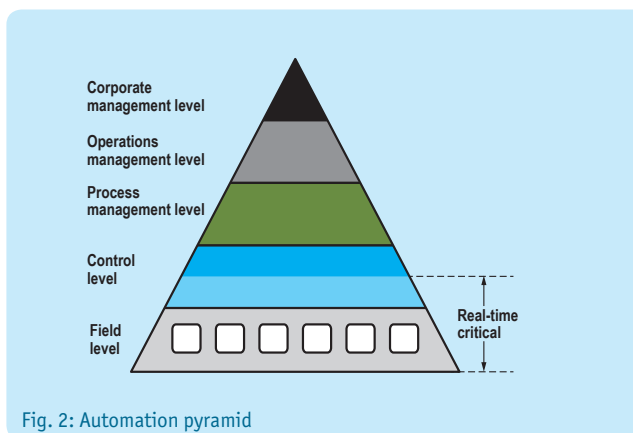 Corporate
management level
Operations
management level
Process
management level
Control
level
Real-time
critical
Field
level
Fig. 2: Automation pyramid